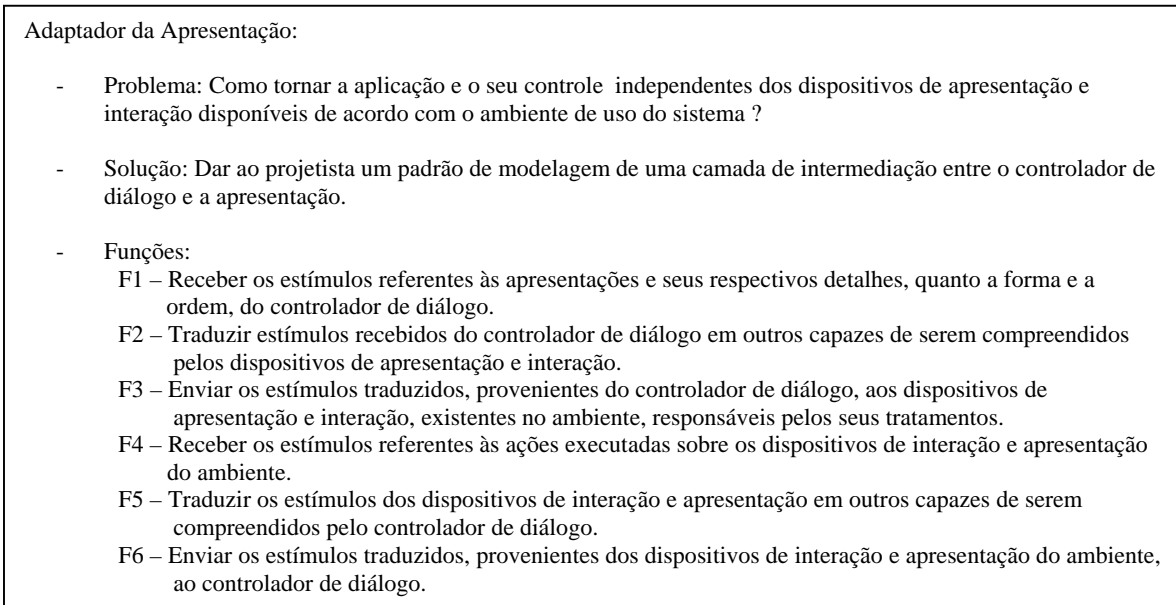 Adaptador da Apresentação:
- Problema: Como tornar a aplicação e o seu controle independentes dos dispositivos de apresentação e
interação disponíveis de acordo com o ambiente de uso do sistema ?
- Solução: Dar ao projetista um padrão de modelagem de uma camada de intermediação entre o controlador de
diálogo e a apresentação.
- Funções:
F1 – Receber os estímulos referentes às apresentações e seus respectivos detalhes, quanto a forma e a
ordem, do controlador de diálogo.
F2 – Traduzir estímulos recebidos do controlador de diálogo em outros capazes de serem compreendidos
pelos dispositivos de apresentação e interação.
F3 – Enviar os estímulos traduzidos, provenientes do controlador de diálogo, aos dispositivos de
apresentação e interação, existentes no ambiente, responsáveis pelos seus tratamentos.
F4 – Receber os estímulos referentes às ações executadas sobre os dispositivos de interação e apresentação
do ambiente.
F5 – Traduzir os estímulos dos dispositivos de interação e apresentação em outros capazes de serem
compreendidos pelo controlador de diálogo.
F6 – Enviar os estímulos traduzidos, provenientes dos dispositivos de interação e apresentação do ambiente,
ao controlador de diálogo.